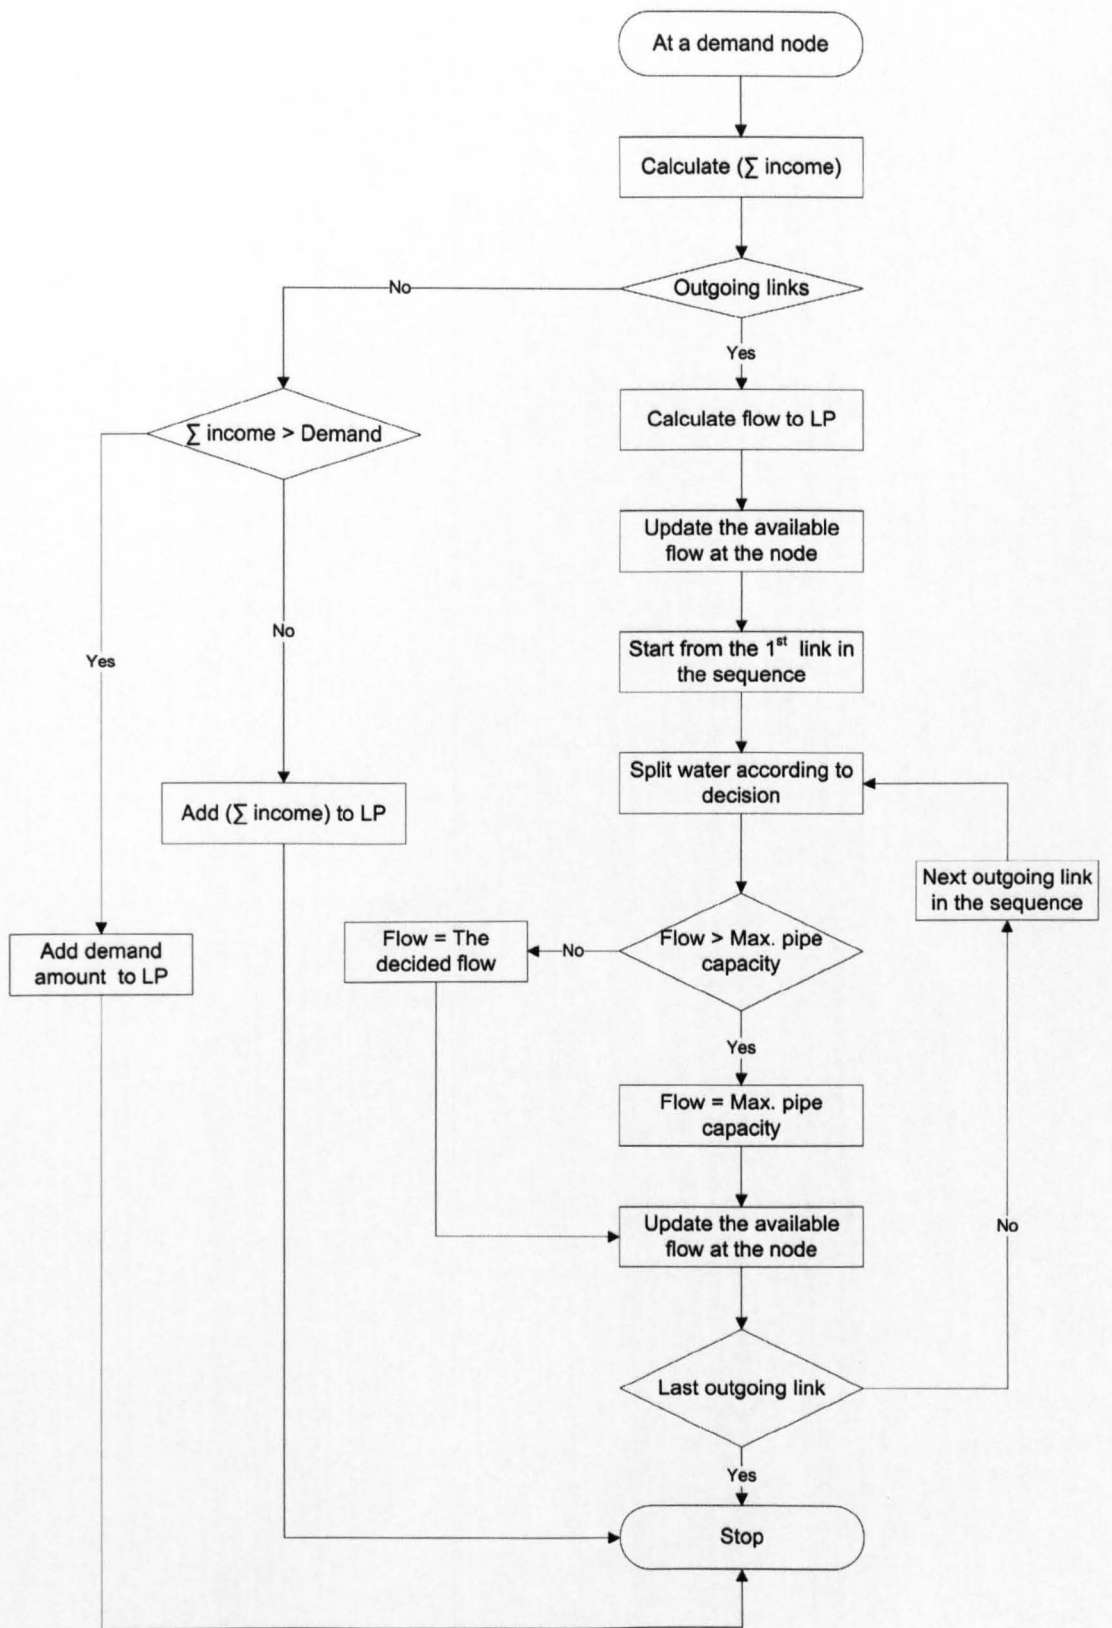 At a demand node
Calculate (∑ income)
Outgoing links
No
Yes
∑ income > Demand
Calculate flow to LP
Update the available
flow at the node
No
Yes
Start from the 1st link in
the sequence
Split water according to
decision
Add (∑ income) to LP
Next outgoing link
in the sequence
Add demand
amount to LP
Flow = The
decided flow
No
Flow > Max. pipe
capacity
Yes
Flow = Max. pipe
capacity
Update the available
flow at the node
No
Last outgoing link
Yes
Stop